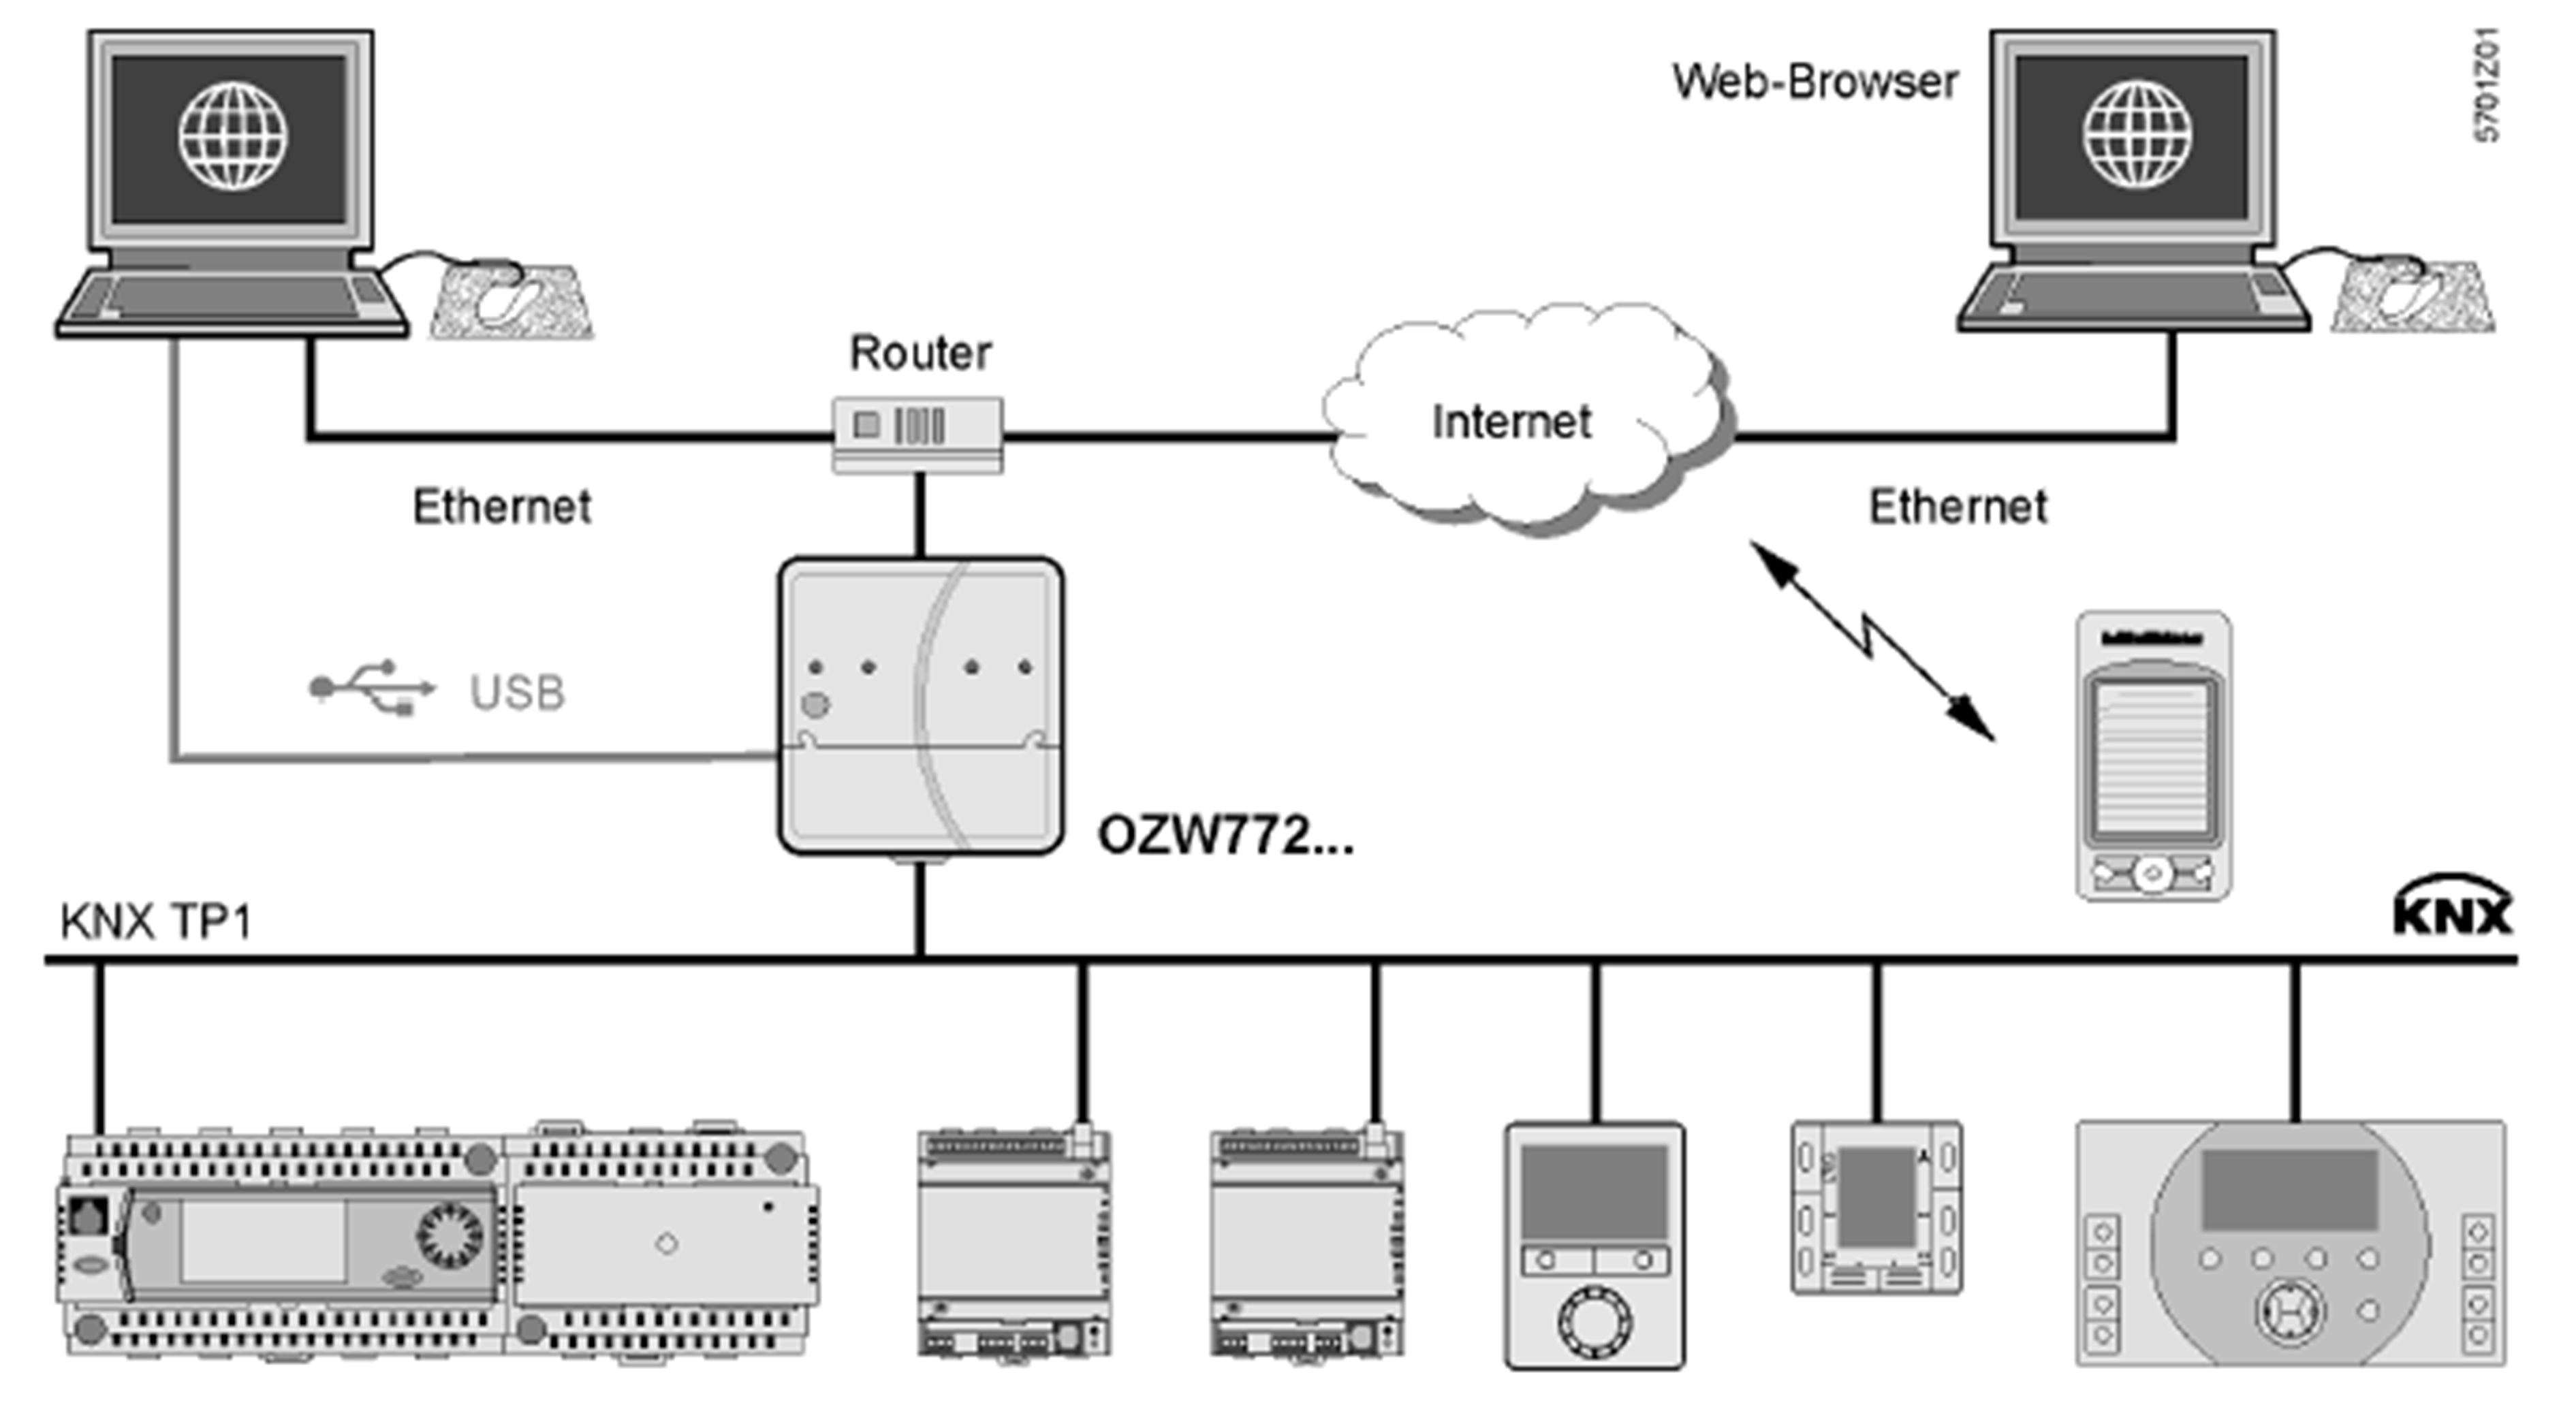 Web-Browser
5701Z01
Router
Internet
Ethernet
Ethernet
USB
OZW772...
KNX TP1
KNX